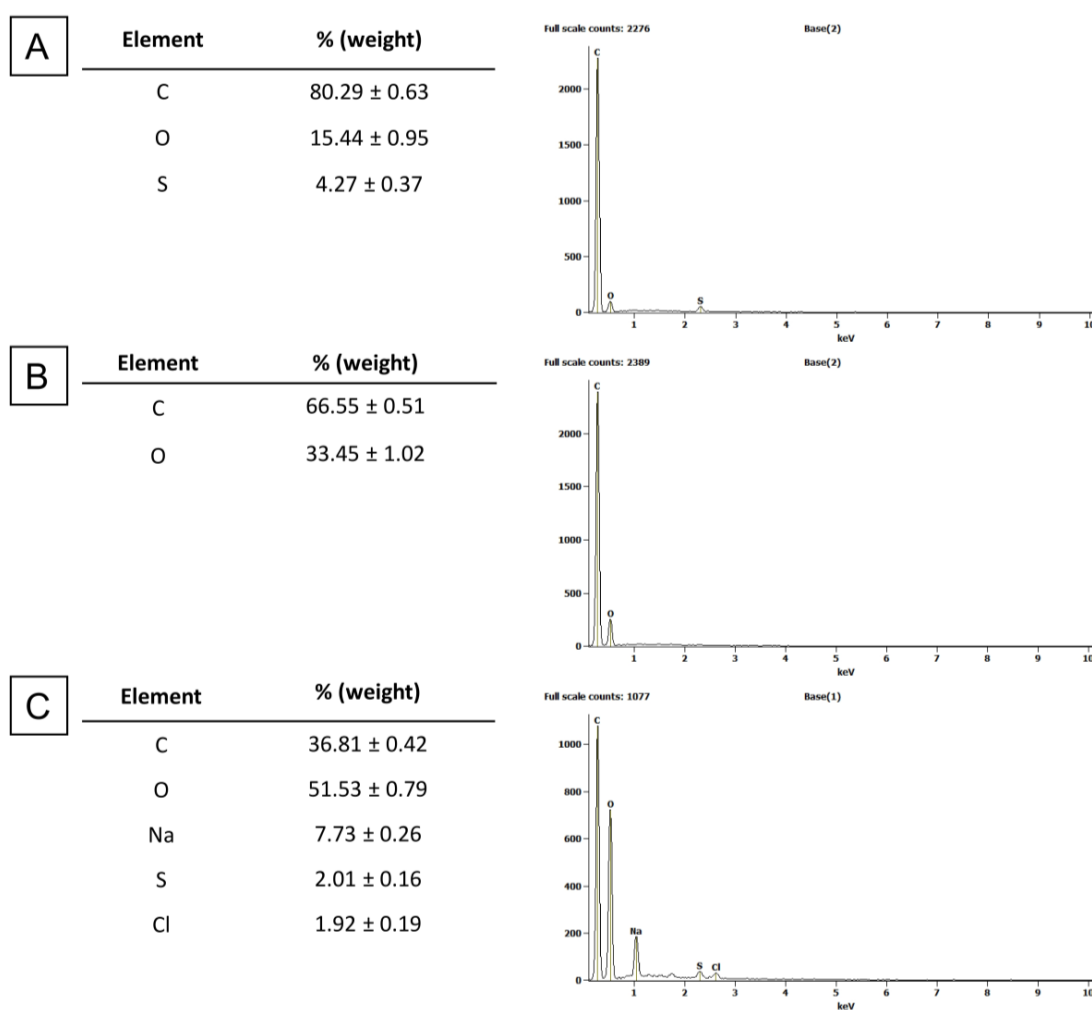 A
Element % (weight)
C 80.29 ± 0.63
O 15.44 ± 0.95
S 4.27 ± 0.37
Full scale counts: 2276 Base(2)
C
2000
1500
1000
500
O S
0
1 2 3 4 5 6 7 8 9 10
keV
B
Element % (weight)
C 66.55 ± 0.51
O 33.45 ± 1.02
Full scale counts: 2389 Base(2)
C
2000
1500
1000
500
O
0
1 2 3 4 5 6 7 8 9 10
keV
C
Element % (weight)
C 36.81 ± 0.42
O 51.53 ± 0.79
Na 7.73 ± 0.26
S 2.01 ± 0.16
Cl 1.92 ± 0.19
Full scale counts: 1077 Base(1)
C
1000
O
800
600
400
200
Na
S Cl
0
1 2 3 4 5 6 7 8 9 10
keV